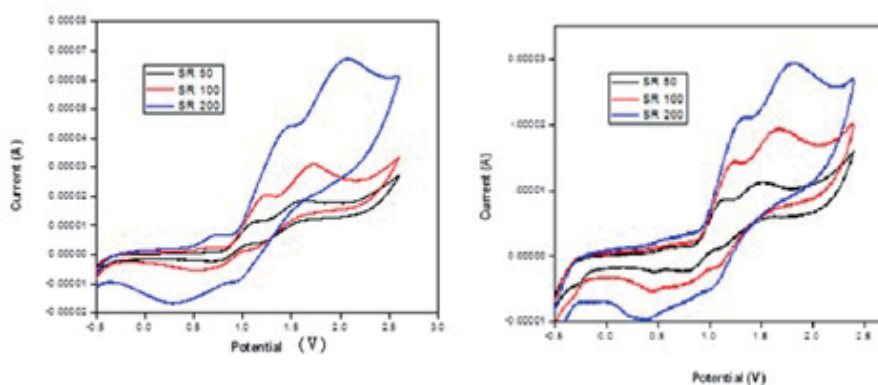 0.00008
0.00007
0.00006
0.00005
0.00004
0.00003
0.00002
0.00001
0.00000
-0.00001
-0.00002
Current (A)
SR 50
SR 100
SR 200
-0.5 0.0 0.5 1.0 1.5 2.0 2.5 3.0
Potential (V)
0.00003
1.00002
0.00001
0.00000
-0.00001
Current (A)
SR 50
SR 100
SR 200
-0.5 0.0 0.5 1.0 1.5 2.0 2.5
Potential (V)